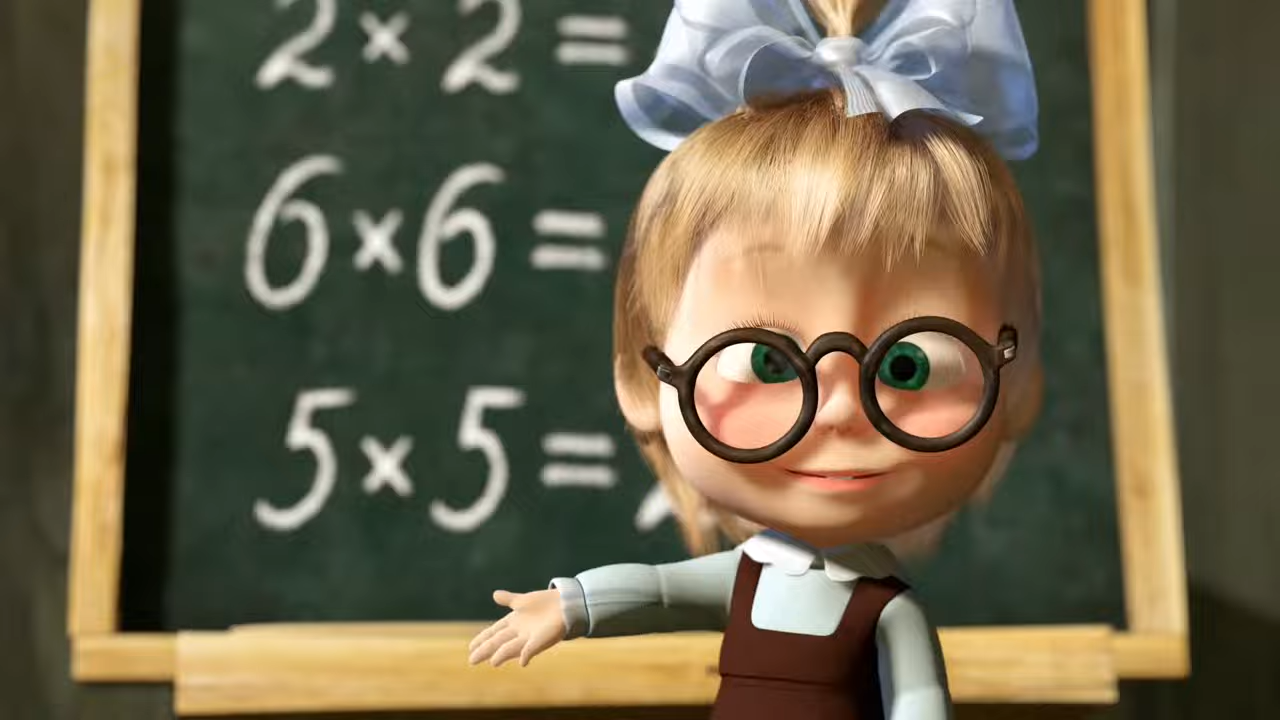 2 × 2 =
6 × 6 =
5 × 5 =